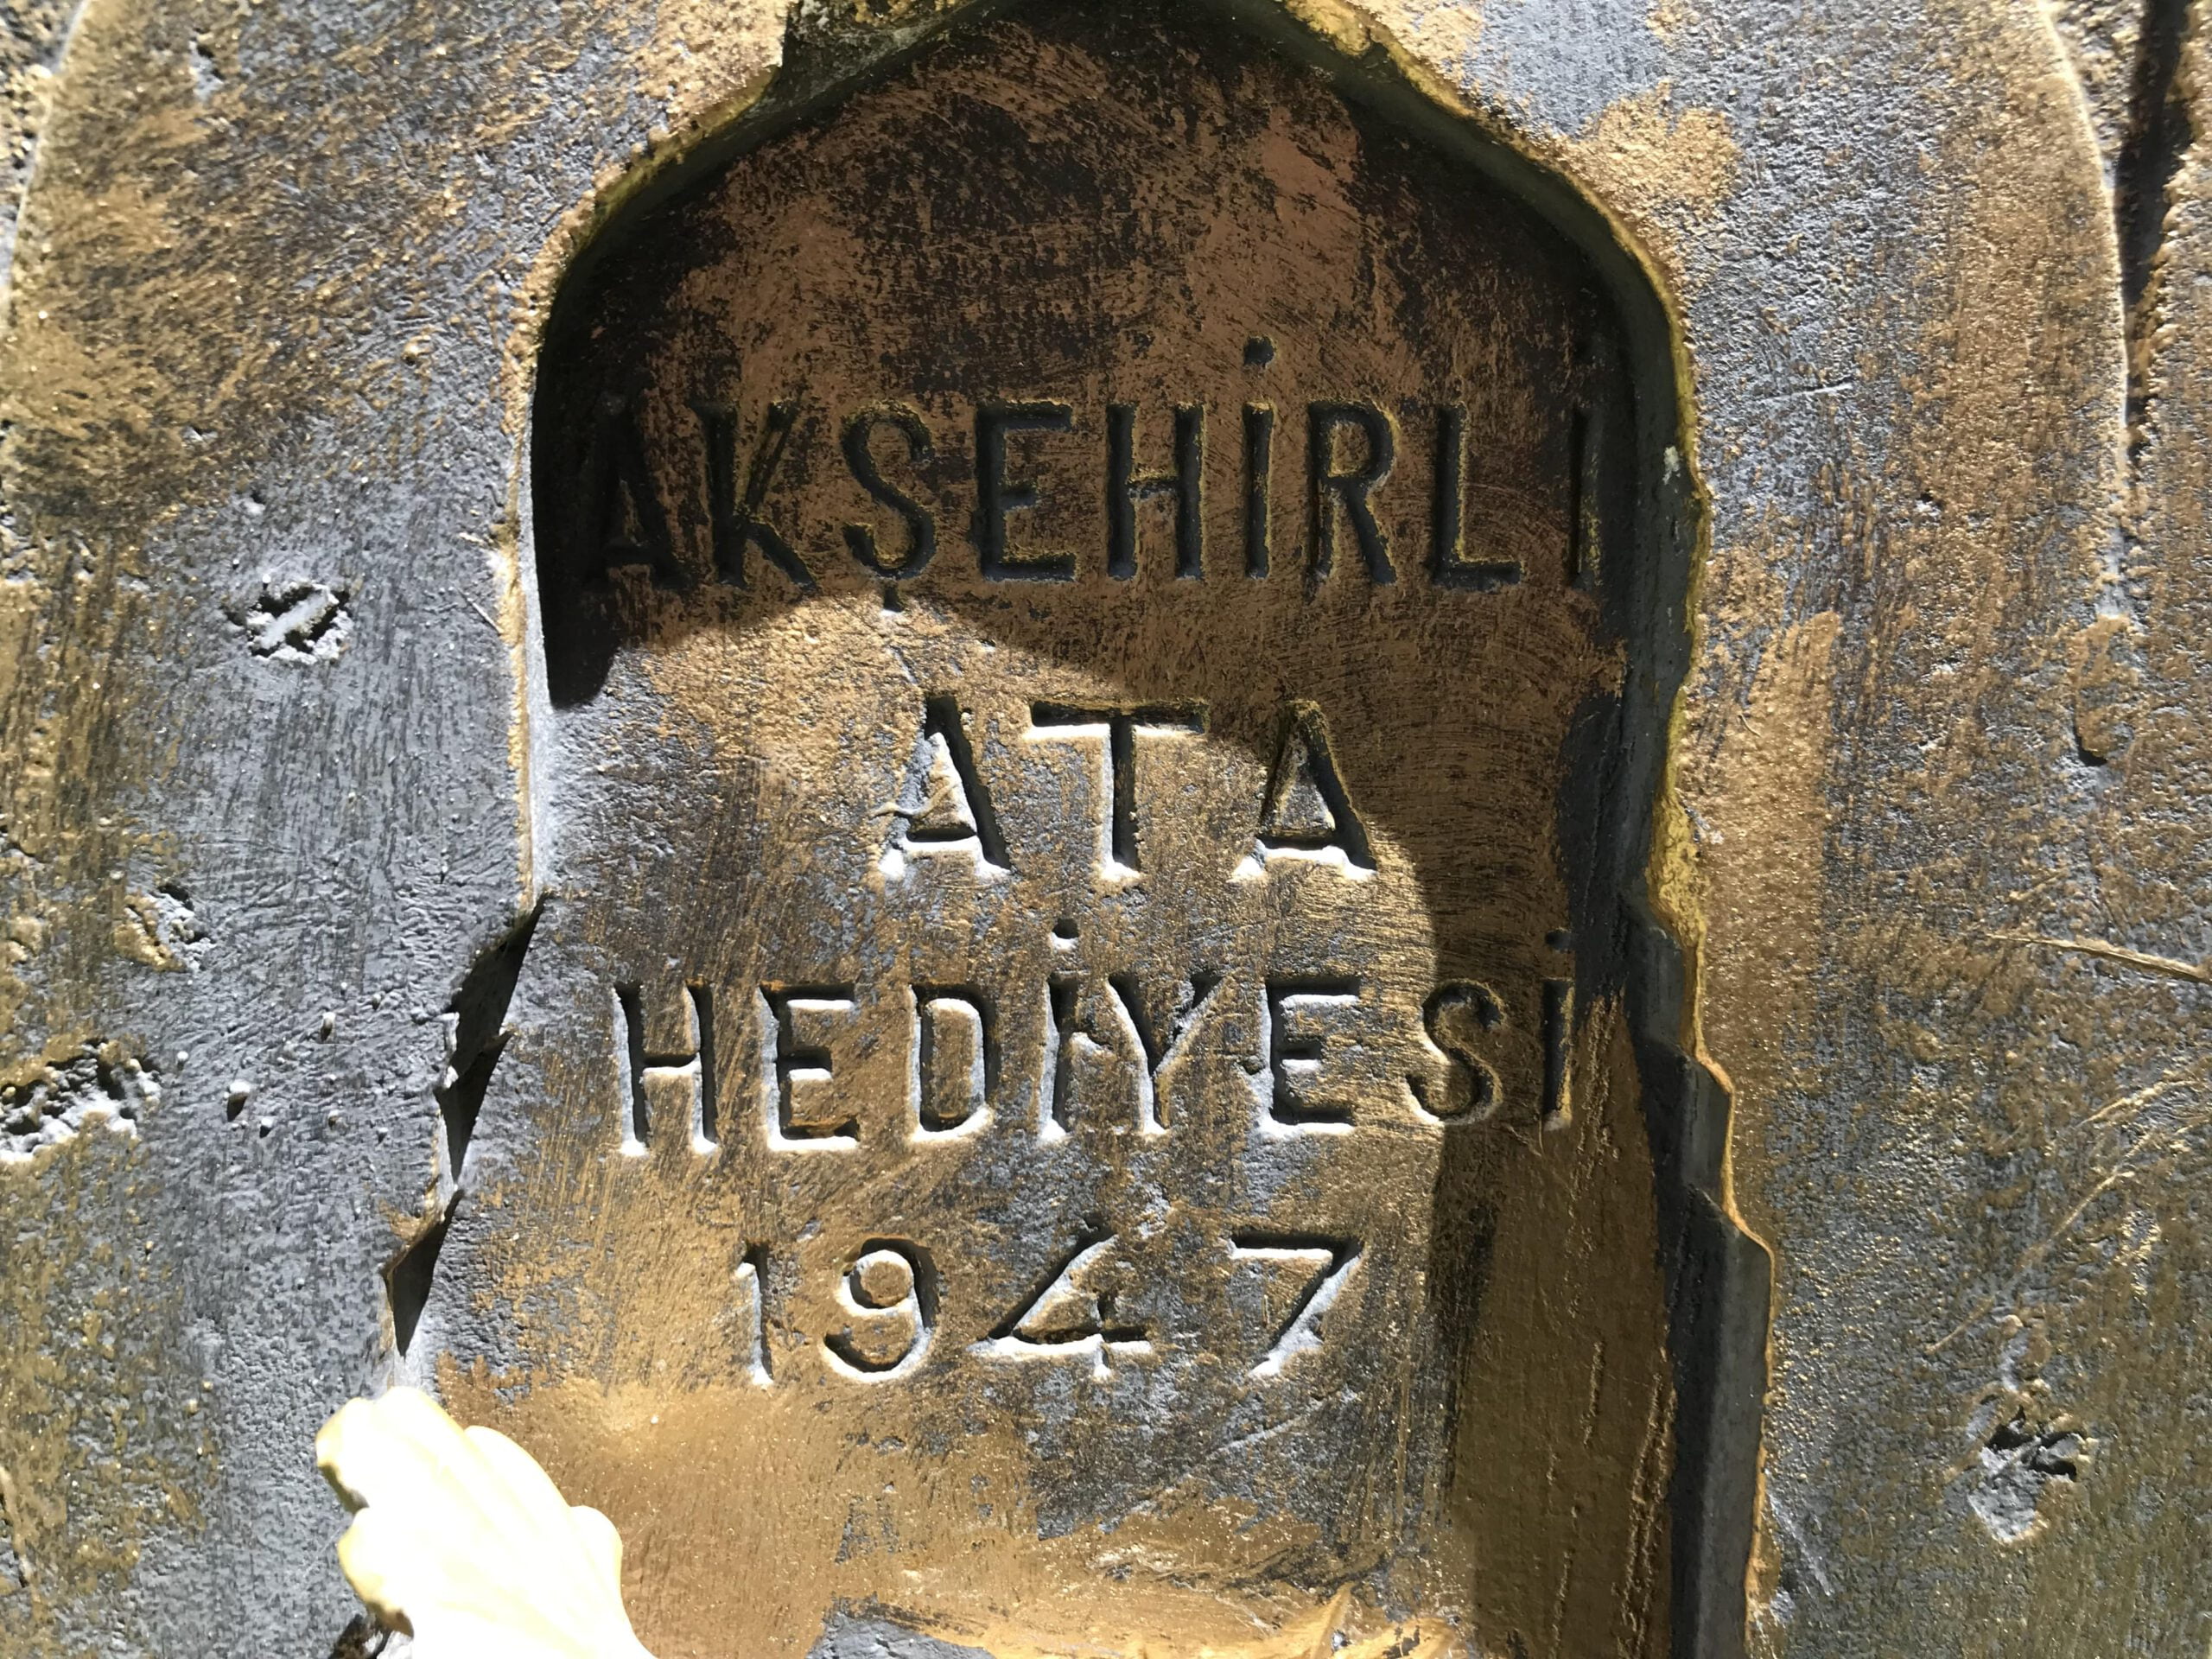 AKŞEHİRLİ
ATA
HEDİYESİ
1947